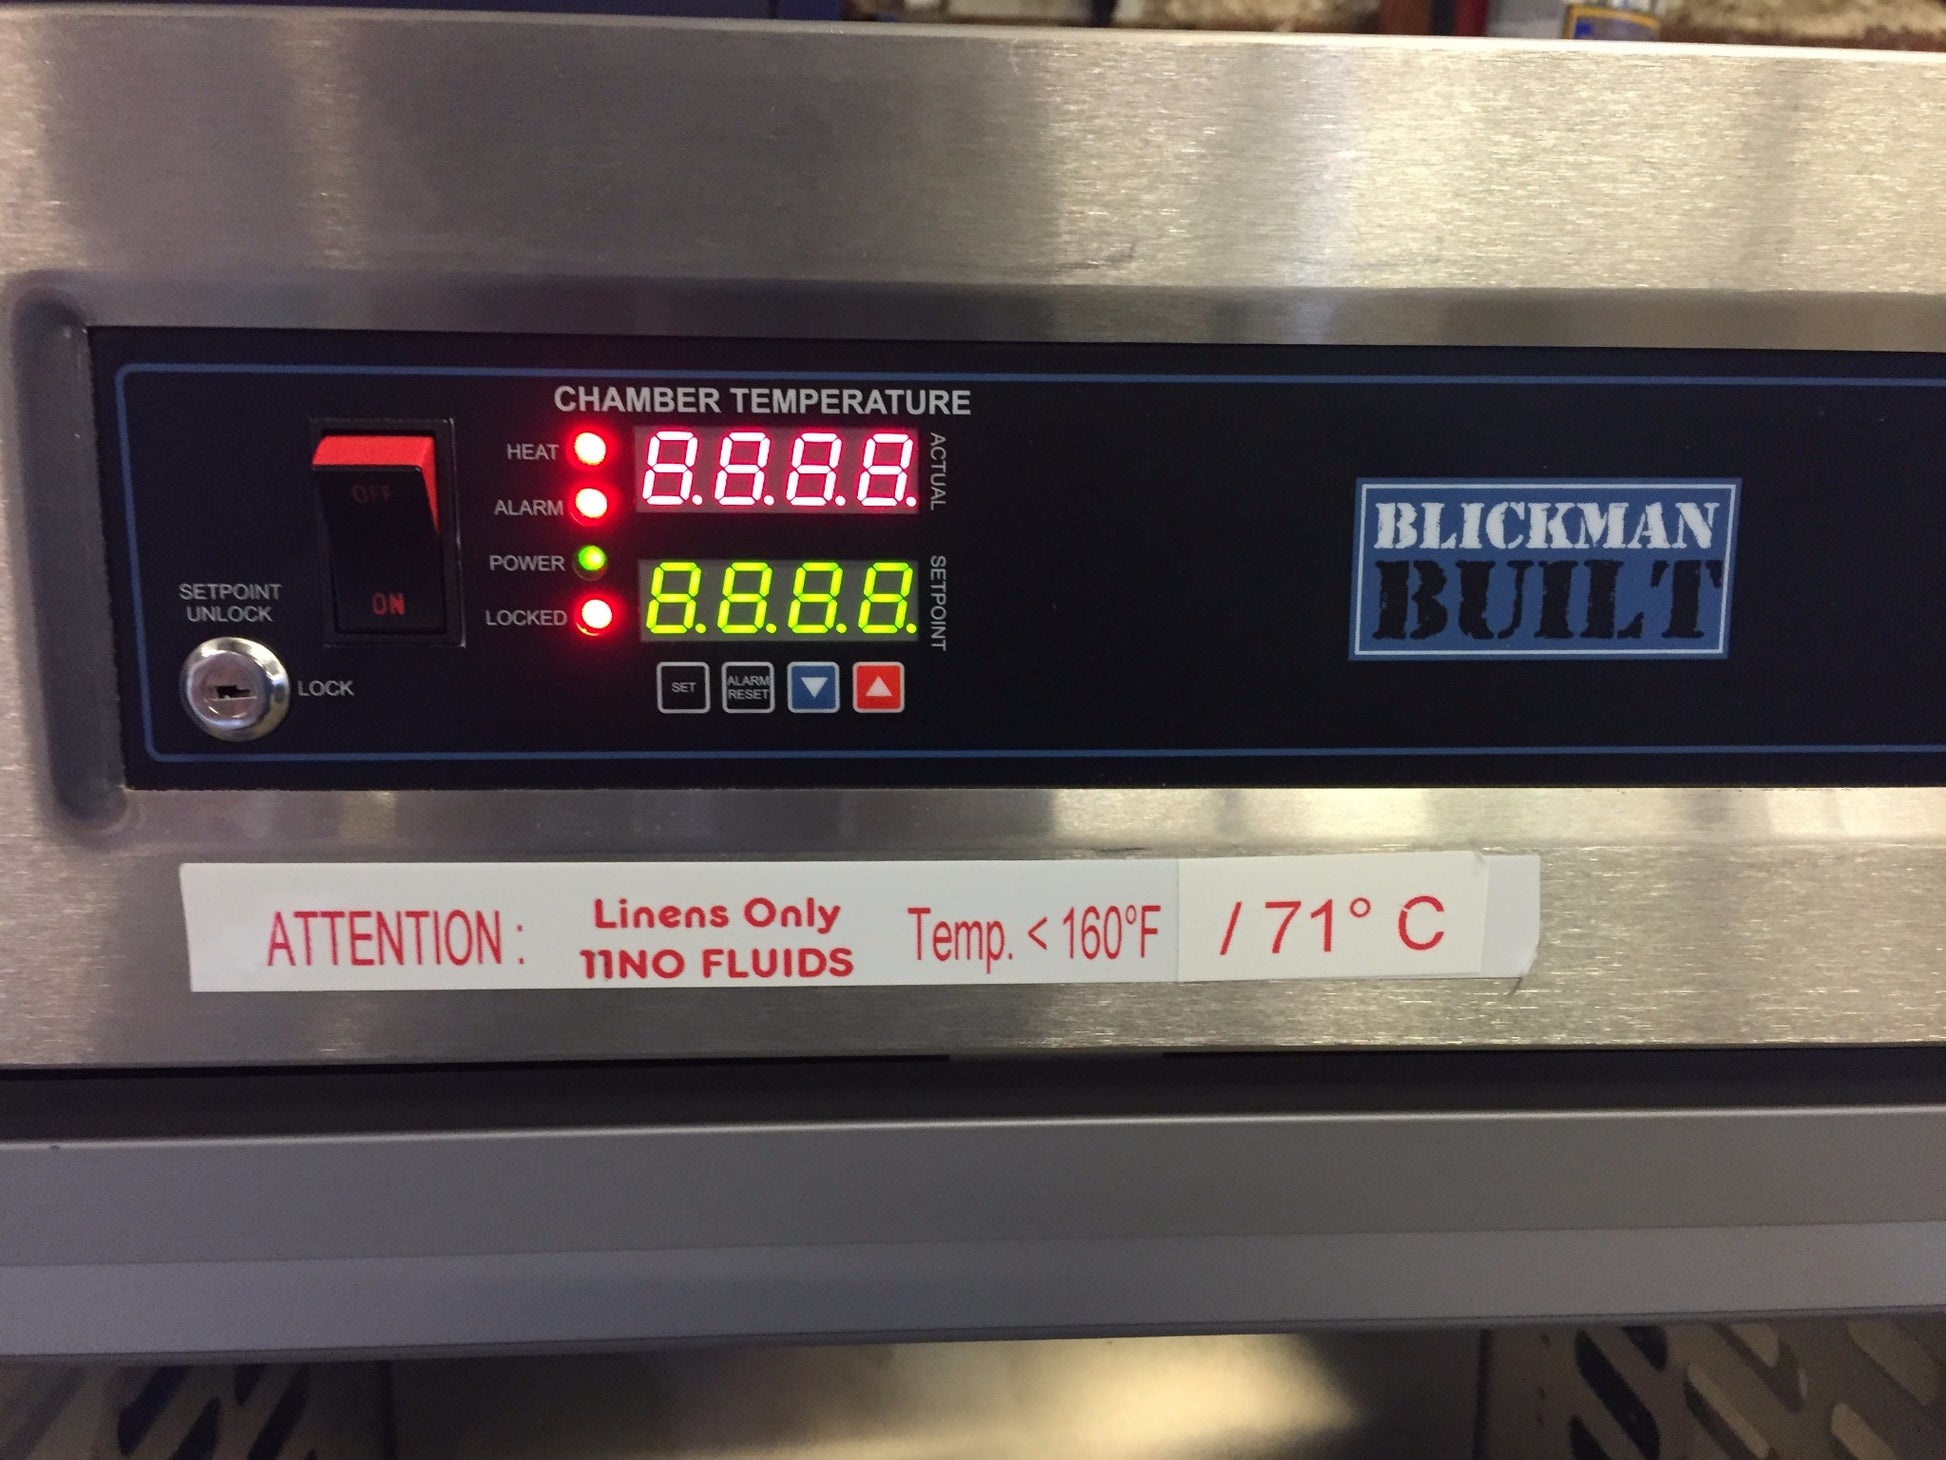 CHAMBER TEMPERATURE
HEAT
8.8.8.8.
ACTUAL
ALARM
OFF
POWER
8.8.8.8.
SETPOINT
LOCKED
ON
SETPOINT
UNLOCK
LOCK
SET
ALARM
RESET
BLICKMAN
BUILT
ATTENTION :
Linens Only
11NO FLUIDS
Temp. < 160°F / 71° C